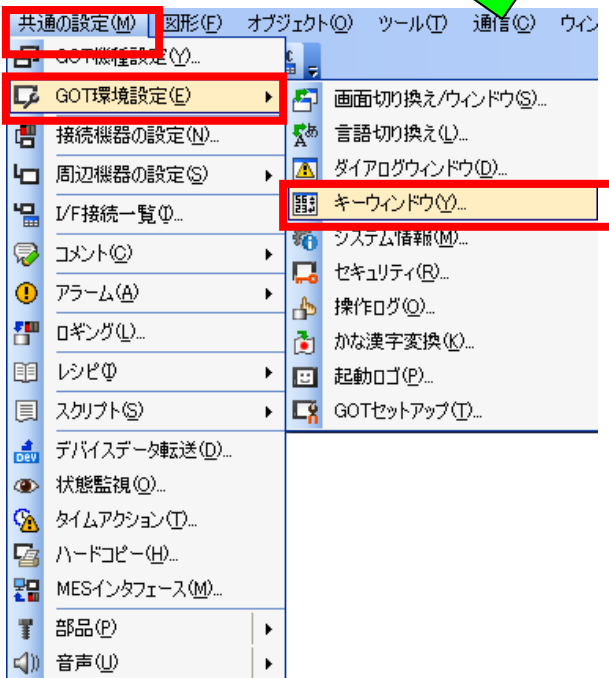 共通の設定(M) 図形(F) オブジェクト(O) ツール(T) 通信(C) ウィン
GOT機種設定(Y)...
GOT環境設定(E)
接続機器の設定(N)...
周辺機器の設定(S)
I/F接続一覧(I)...
コメント(C)
アラーム(A)
ロギング(L)...
レシピ(I)
スクリプト(S)
デバイスデータ転送(D)...
状態監視(O)...
タイムアクション(T)...
ハードコピー(H)...
MESインタフェース(M)...
部品(P)
音声(U)
画面切り換え/ウィンドウ(S)...
言語切り換え(L)...
ダイアログウィンドウ(D)...
キーウィンドウ(Y)...
システム情報(M)...
セキュリティ(R)...
操作ログ(O)...
かな漢字変換(K)...
起動ロゴ(P)...
GOTセットアップ(T)...